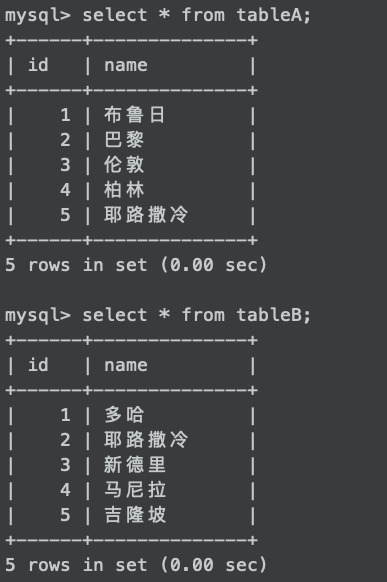 mysql> select * from tableA;
+------+--------------+
| id   | name         |
+------+--------------+
|    1 | 布鲁日       |
|    2 | 巴黎         |
|    3 | 伦敦         |
|    4 | 柏林         |
|    5 | 耶路撒冷     |
+------+--------------+
5 rows in set (0.00 sec)

mysql> select * from tableB;
+------+--------------+
| id   | name         |
+------+--------------+
|    1 | 多哈         |
|    2 | 耶路撒冷     |
|    3 | 新德里       |
|    4 | 马尼拉       |
|    5 | 吉隆坡       |
+------+--------------+
5 rows in set (0.00 sec)